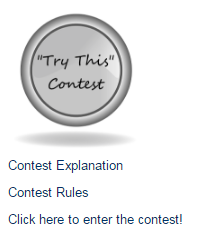 "Try This"
Contest
Contest Explanation
Contest Rules
Click here to enter the contest!